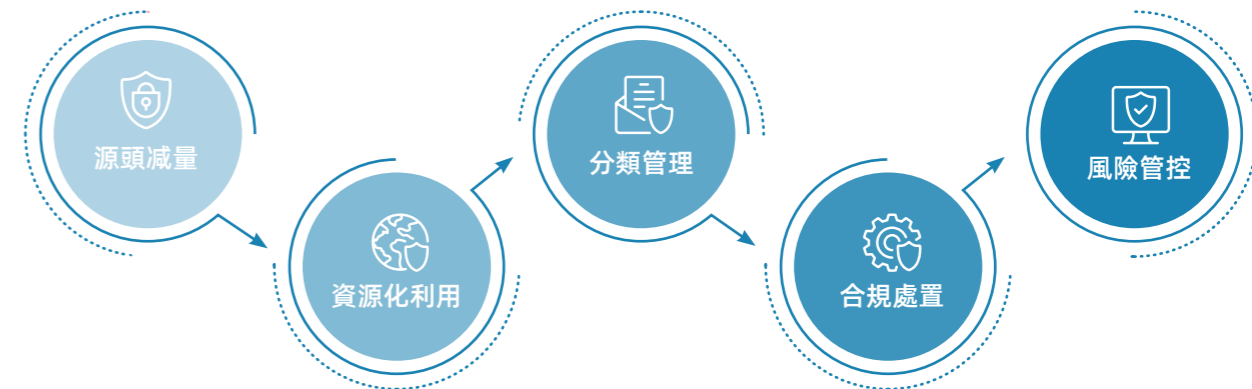 源頭减量
資源化利用
分類管理
合規處置
風險管控